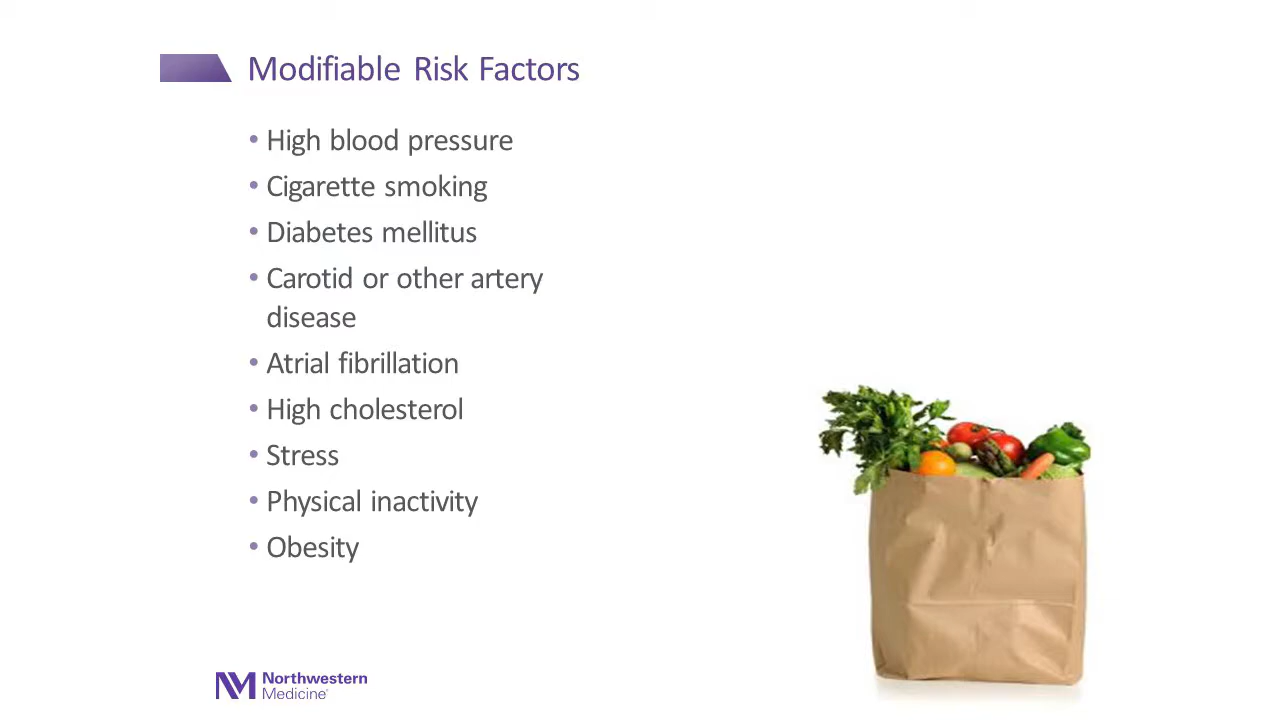 Modifiable Risk Factors
• High blood pressure
• Cigarette smoking
• Diabetes mellitus
• Carotid or other artery
disease
• Atrial fibrillation
• High cholesterol
• Stress
• Physical inactivity
• Obesity
NM Northwestern
Medicine®